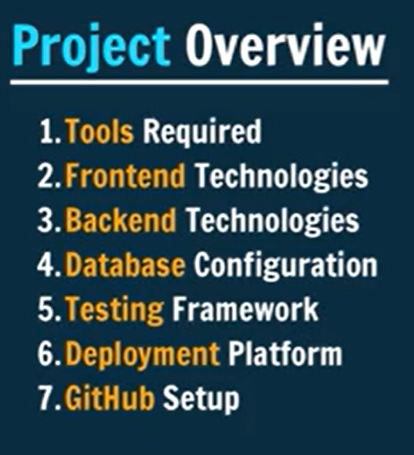 Project Overview
1. Tools Required
2. Frontend Technologies
3. Backend Technologies
4. Database Configuration
5. Testing Framework
6. Deployment Platform
7. GitHub Setup